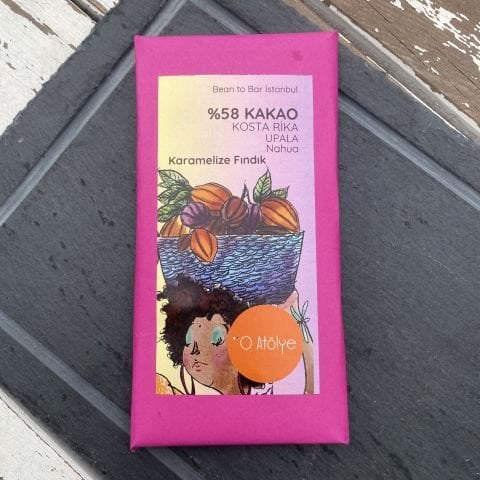 Bean to Bar İstanbul
%58 KAKAO
KOSTA RİKA
UPALA
Nahua
Karamelize Fındık
O Atölye